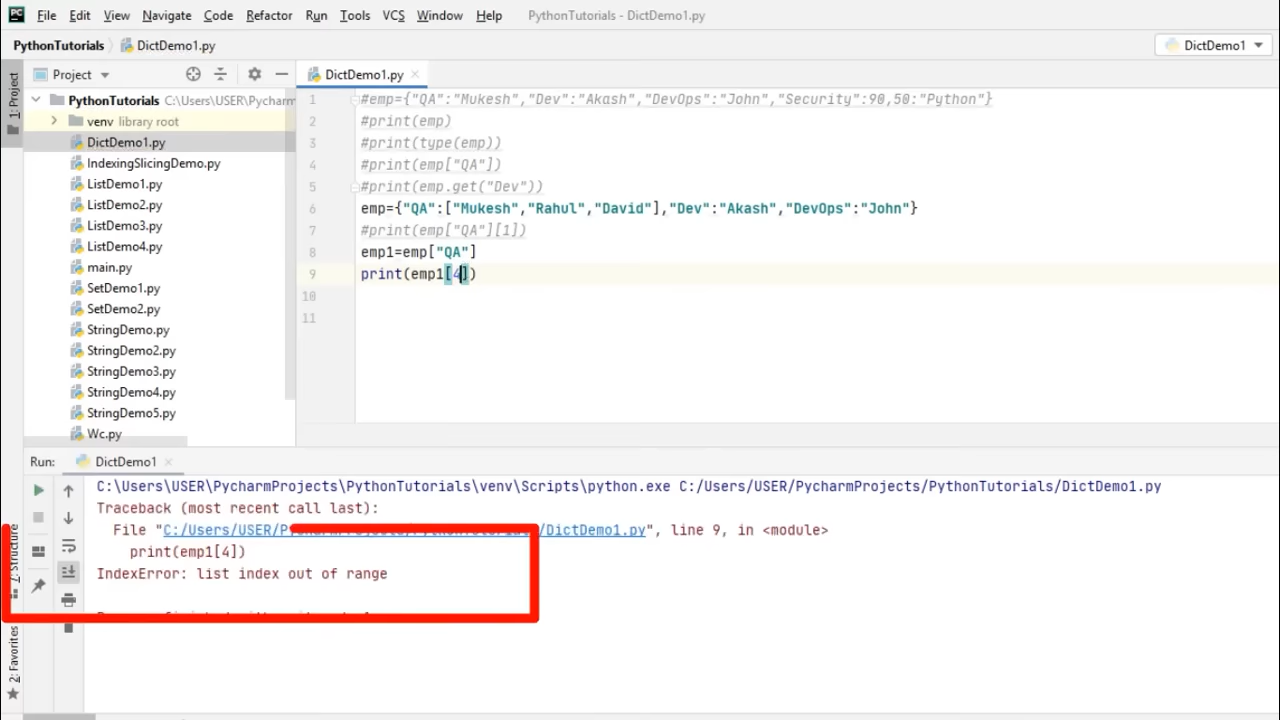 PC File Edit View Navigate Code Refactor Run Tools VCS Window Help PythonTutorials - DictDemo1.py
PythonTutorials DictDemo1.py DictDemo1
1: Project
Project
PythonTutorials C:\Users\USER\Pycharm
venv library root
DictDemo1.py
IndexingSlicingDemo.py
ListDemo1.py
ListDemo2.py
ListDemo3.py
ListDemo4.py
main.py
SetDemo1.py
SetDemo2.py
StringDemo.py
StringDemo2.py
StringDemo3.py
StringDemo4.py
StringDemo5.py
Wc.py
DictDemo1.py
1 #emp={"QA":"Mukesh","Dev":"Akash","DevOps":"John","Security":90,50:"Python"}
2 #print(emp)
3 #print(type(emp))
4 #print(emp["QA"])
5 #print(emp.get("Dev"))
6 emp={"QA":["Mukesh","Rahul","David"],"Dev":"Akash","DevOps":"John"}
7 #print(emp["QA"][1])
8 emp1=emp["QA"]
9 print(emp1[4])
10
11
Run: DictDemo1
C:\Users\USER\PycharmProjects\PythonTutorials\venv\Scripts\python.exe C:/Users/USER/PycharmProjects/PythonTutorials/DictDemo1.py
Traceback (most recent call last):
File "C:/Users/USER/PycharmProjects/PythonTutorials/DictDemo1.py", line 9, in <module>
print(emp1[4])
IndexError: list index out of range
7: Structure
2: Favorites